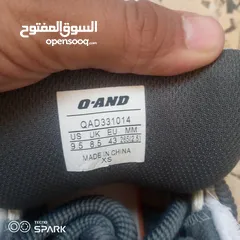 السوق المفتوح
opensooq.com
O-AND
QAD331014
US UK EU MM
9.5 8.5 43
MADE IN CHINA
XS
TECNO
SPARK